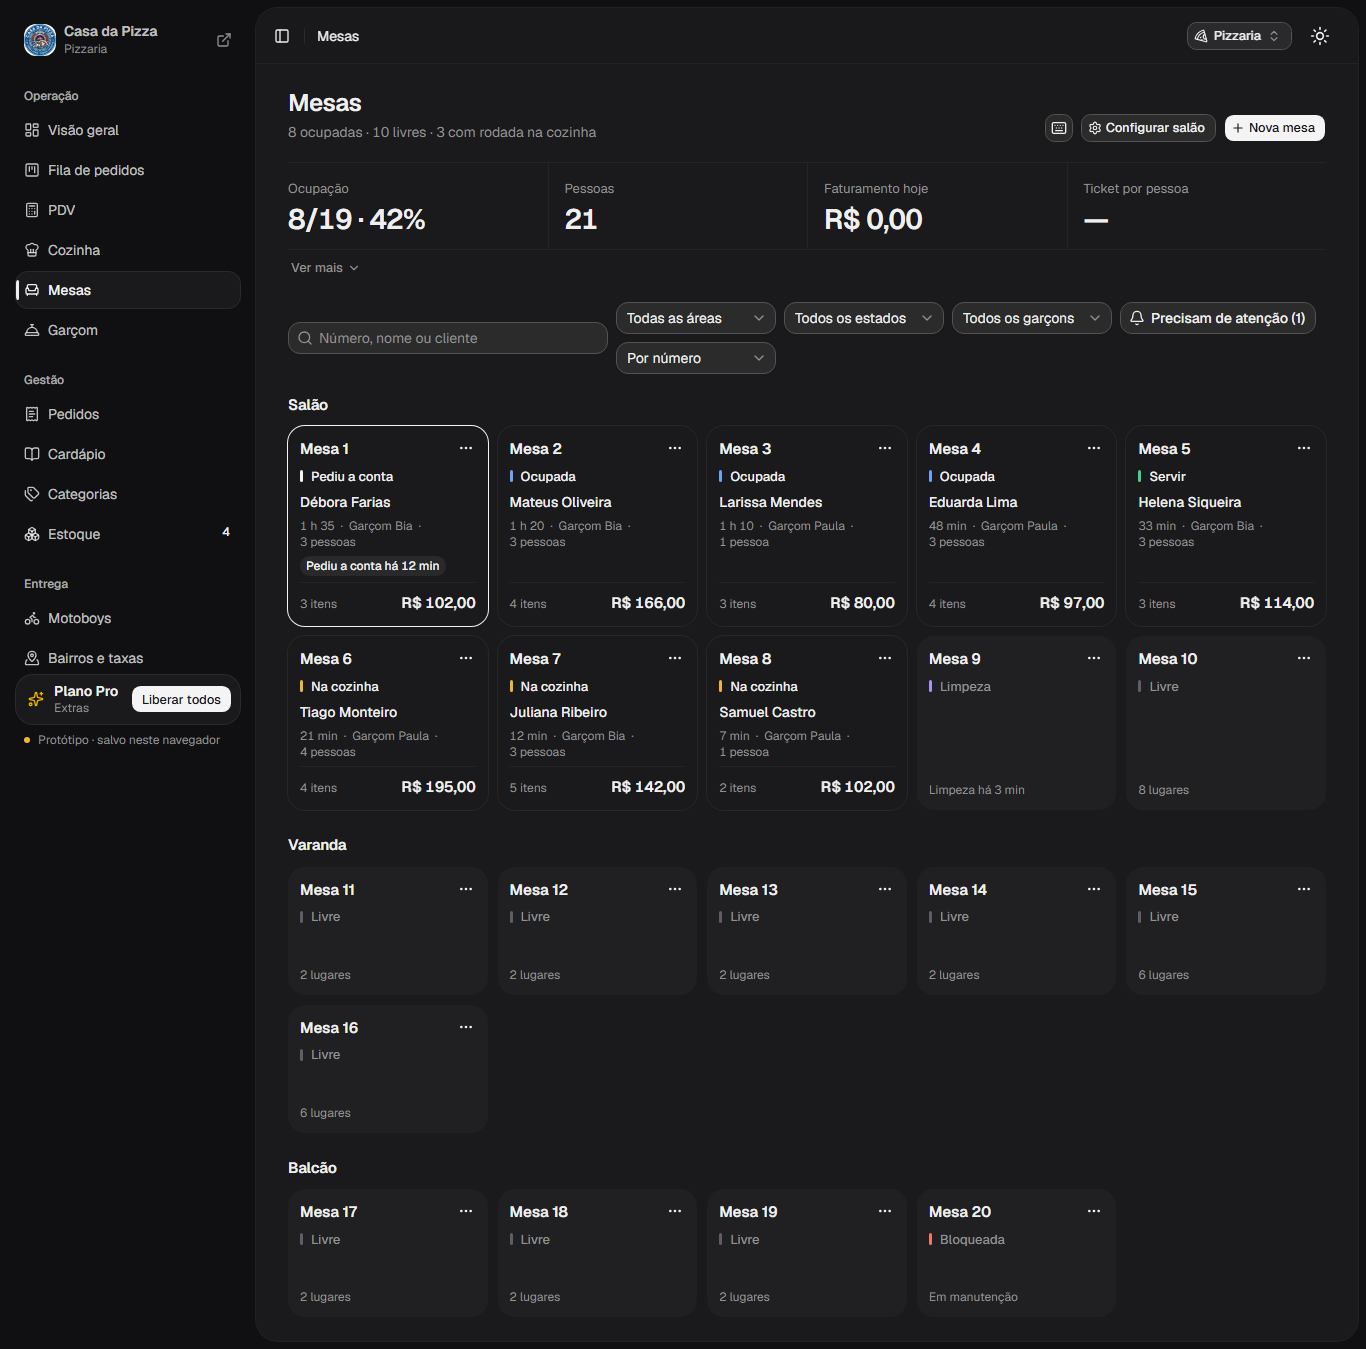 Casa da Pizza
Pizzaria
Operação
Visão geral
Fila de pedidos
PDV
Cozinha
Mesas
Garçom
Gestão
Pedidos
Cardápio
Categorias
Estoque
4
Entrega
Motoboys
Bairros e taxas
Plano Pro
Extras
Liberar todos
Protótipo · salvo neste navegador
Mesas
Pizzaria
Mesas
8 ocupadas · 10 livres · 3 com rodada na cozinha
Configurar salão
Nova mesa
Ocupação
8/19 · 42%
Pessoas
21
Faturamento hoje
R$ 0,00
Ticket por pessoa
—
Ver mais
Número, nome ou cliente
Todas as áreas
Todos os estados
Todos os garçons
Precisam de atenção (1)
Por número
Salão
Mesa 1
Pediu a conta
Débora Farias
1 h 35 · Garçom Bia ·
3 pessoas
Pediu a conta há 12 min
3 itens
R$ 102,00
Mesa 2
Ocupada
Mateus Oliveira
1 h 20 · Garçom Bia ·
3 pessoas
4 itens
R$ 166,00
Mesa 3
Ocupada
Larissa Mendes
1 h 10 · Garçom Paula ·
1 pessoa
3 itens
R$ 80,00
Mesa 4
Ocupada
Eduarda Lima
48 min · Garçom Paula ·
3 pessoas
4 itens
R$ 97,00
Mesa 5
Servir
Helena Siqueira
33 min · Garçom Bia ·
3 pessoas
3 itens
R$ 114,00
Mesa 6
Na cozinha
Tiago Monteiro
21 min · Garçom Paula ·
4 pessoas
4 itens
R$ 195,00
Mesa 7
Na cozinha
Juliana Ribeiro
12 min · Garçom Bia ·
3 pessoas
5 itens
R$ 142,00
Mesa 8
Na cozinha
Samuel Castro
7 min · Garçom Paula ·
1 pessoa
2 itens
R$ 102,00
Mesa 9
Limpeza
Limpeza há 3 min
Mesa 10
Livre
8 lugares
Varanda
Mesa 11
Livre
2 lugares
Mesa 12
Livre
2 lugares
Mesa 13
Livre
2 lugares
Mesa 14
Livre
2 lugares
Mesa 15
Livre
6 lugares
Mesa 16
Livre
6 lugares
Balcão
Mesa 17
Livre
2 lugares
Mesa 18
Livre
2 lugares
Mesa 19
Livre
2 lugares
Mesa 20
Bloqueada
Em manutenção